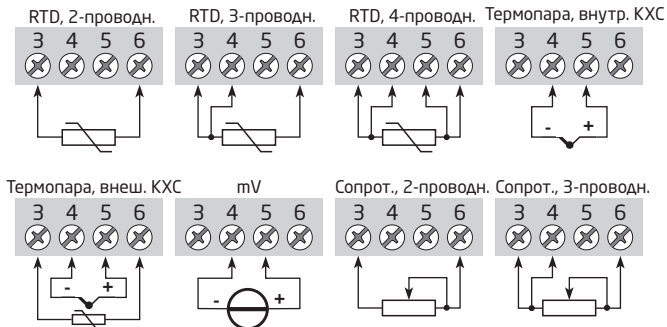 RTD, 2-проводн.
RTD, 3-проводн.
RTD, 4-проводн.
Термопара, внутр. КХС
3 4 5 6
3 4 5 6
3 4 5 6
3 4 5 6
- +
Термопара, внеш. КХС
mV
Сопрот., 2-проводн.
Сопрот., 3-проводн.
3 4 5 6
3 4 5 6
3 4 5 6
3 4 5 6
- +
- +